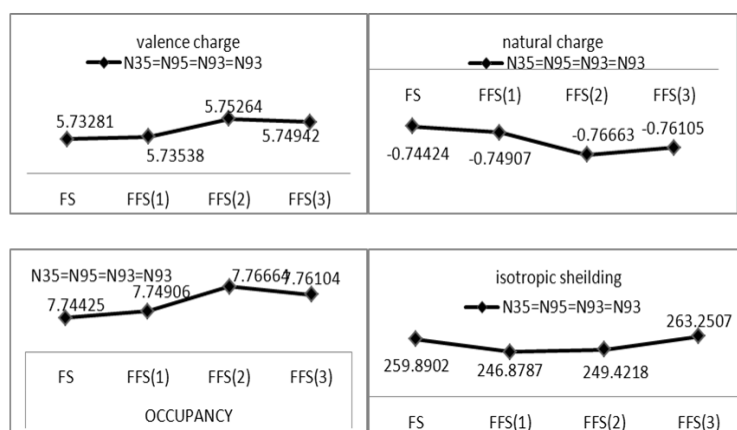 valence charge
N35=N95=N93=N93
5.73281
5.73538
5.75264
5.74942
FS FFS(1) FFS(2) FFS(3)
natural charge
N35=N95=N93=N93
FS FFS(1) FFS(2) FFS(3)
-0.74424
-0.74907
-0.76663
-0.76105
N35=N95=N93=N93
7.74425
7.74906
7.76664
7.76104
FS FFS(1) FFS(2) FFS(3)
OCCUPANCY
isotropic sheilding
N35=N95=N93=N93
259.8902
246.8787
249.4218
263.2507
FS FFS(1) FFS(2) FFS(3)